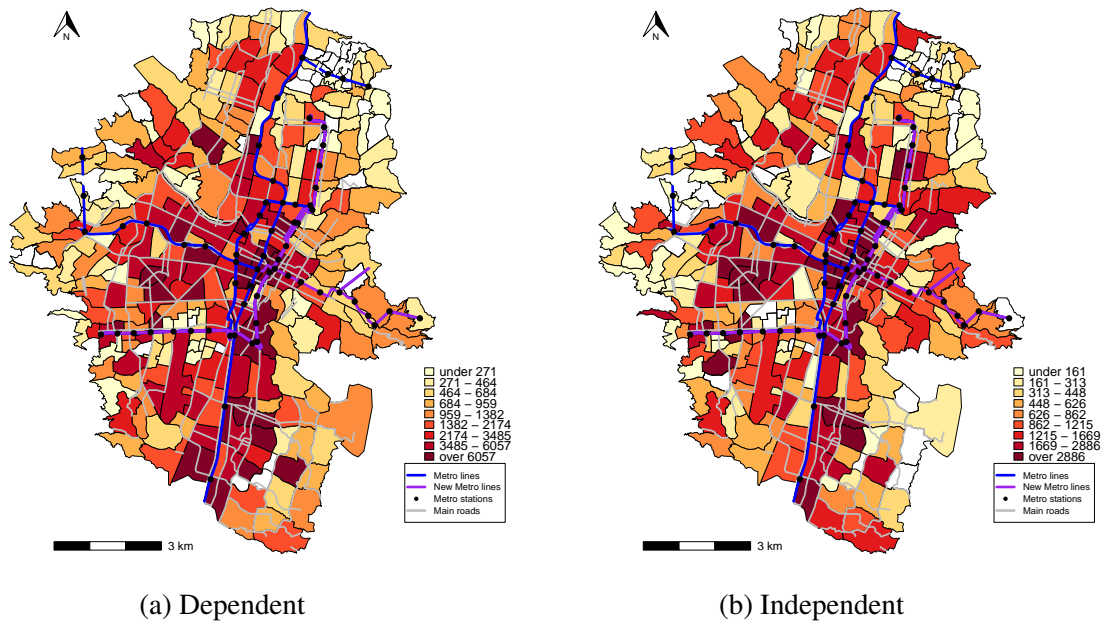 N
under 271
271 – 464
464 – 684
684 – 959
959 – 1382
1382 – 2174
2174 – 3485
3485 – 6057
over 6057
Metro lines
New Metro lines
Metro stations
Main roads
3 km
(a) Dependent
N
under 161
161 – 313
313 – 448
448 – 626
626 – 862
862 – 1215
1215 – 1669
1669 – 2886
over 2886
Metro lines
New Metro lines
Metro stations
Main roads
3 km
(b) Independent